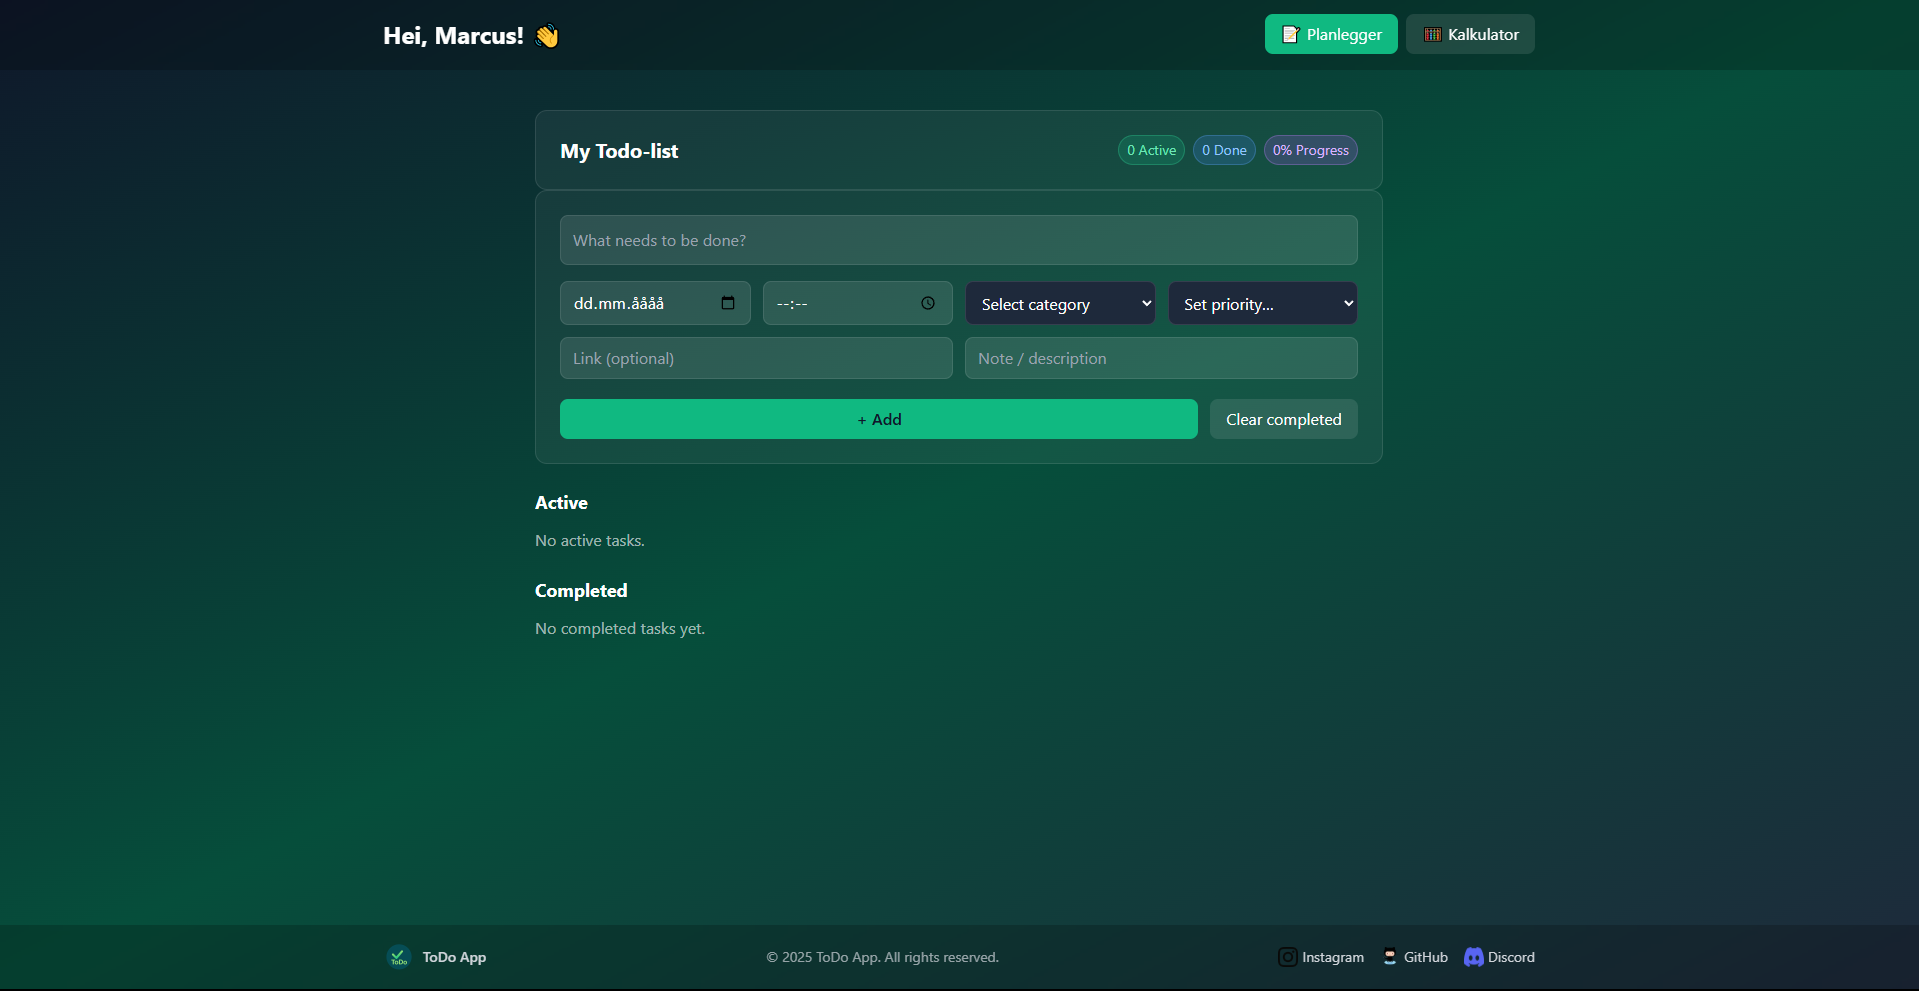 Hei, Marcus! 👋
📝 Planlegger
🧮 Kalkulator
My Todo-list
0 Active
0 Done
0% Progress
What needs to be done?
dd.mm.åååå
--:--
Select category
Set priority...
Link (optional)
Note / description
+ Add
Clear completed
Active
No active tasks.
Completed
No completed tasks yet.
ToDo
ToDo App
© 2025 ToDo App. All rights reserved.
Instagram
GitHub
Discord